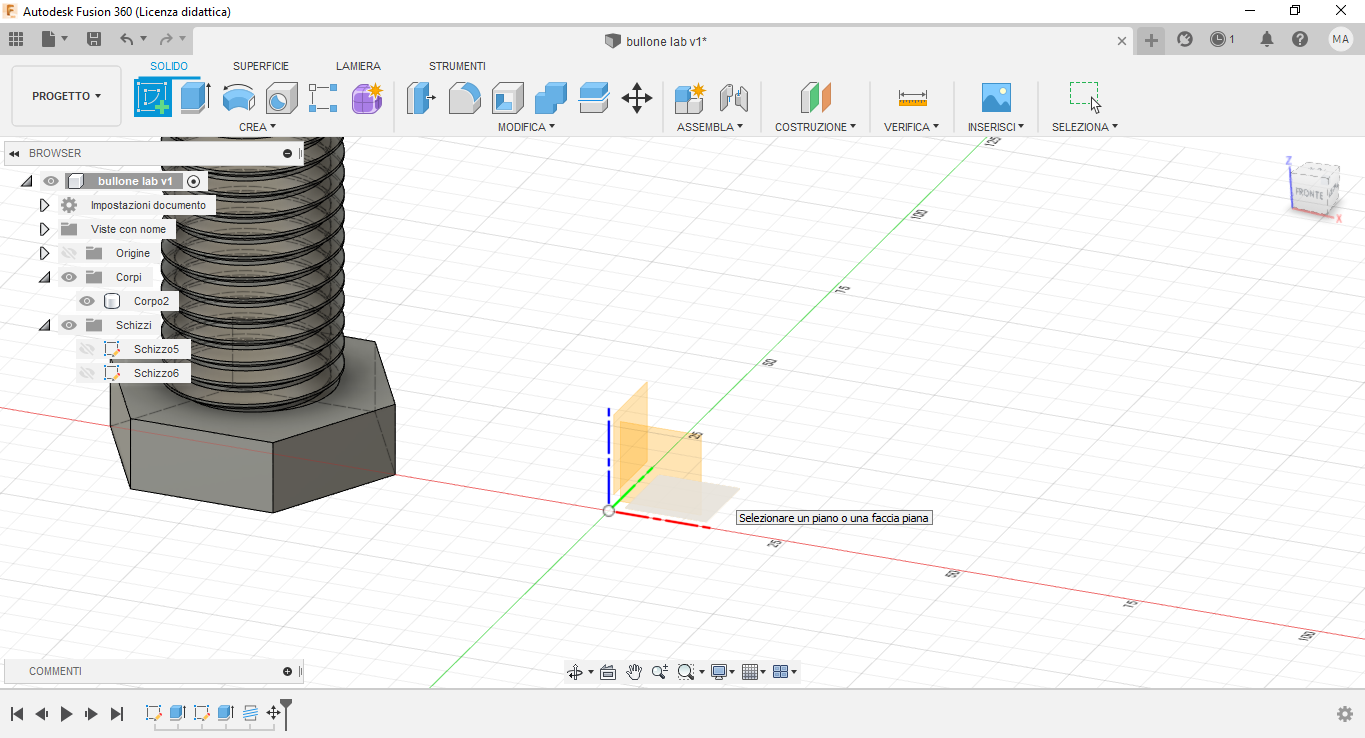 Autodesk Fusion 360 (Licenza didattica)
bullone lab v1*
1
MA
SOLIDO
SUPERFICIE
LAMIERA
STRUMENTI
PROGETTO
CREA
MODIFICA
ASSEMBLA
COSTRUZIONE
VERIFICA
INSERISCI
SELEZIONA
BROWSER
bullone lab v1
Impostazioni documento
Viste con nome
Origine
Corpi
Corpo2
Schizzi
Schizzo5
Schizzo6
125
100
75
50
25
Z
FRONTE
X
Selezionare un piano o una faccia piana
25
50
75
100
COMMENTI